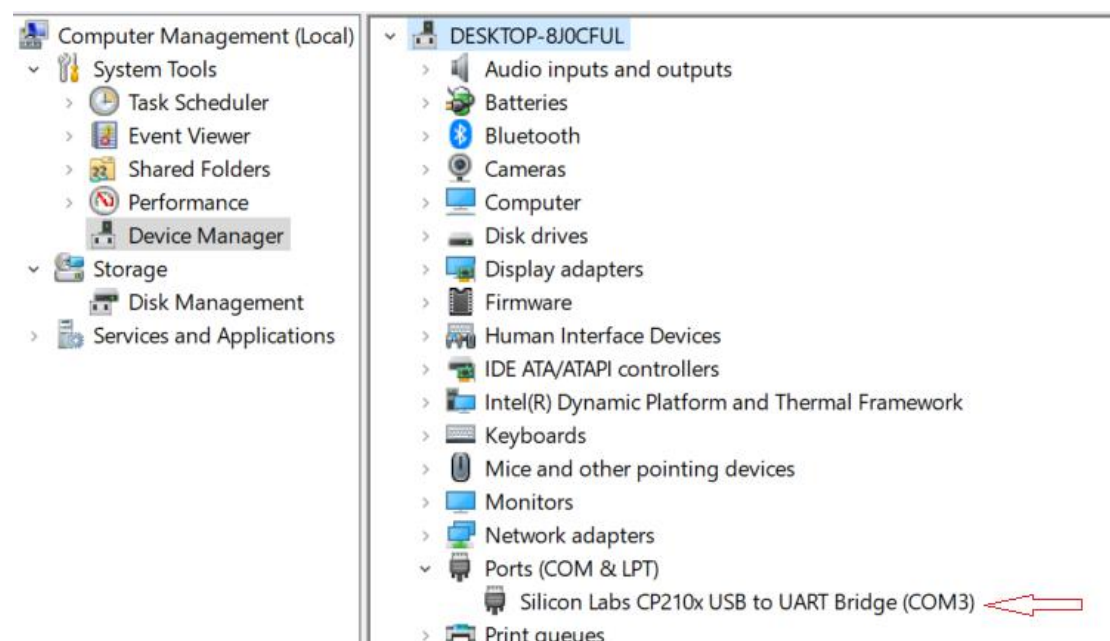 Computer Management (Local)
System Tools
Task Scheduler
Event Viewer
Shared Folders
Performance
Device Manager
Storage
Disk Management
Services and Applications
DESKTOP-8J0CFUL
Audio inputs and outputs
Batteries
Bluetooth
Cameras
Computer
Disk drives
Display adapters
Firmware
Human Interface Devices
IDE ATA/ATAPI controllers
Intel(R) Dynamic Platform and Thermal Framework
Keyboards
Mice and other pointing devices
Monitors
Network adapters
Ports (COM & LPT)
Silicon Labs CP210x USB to UART Bridge (COM3)
Print queues